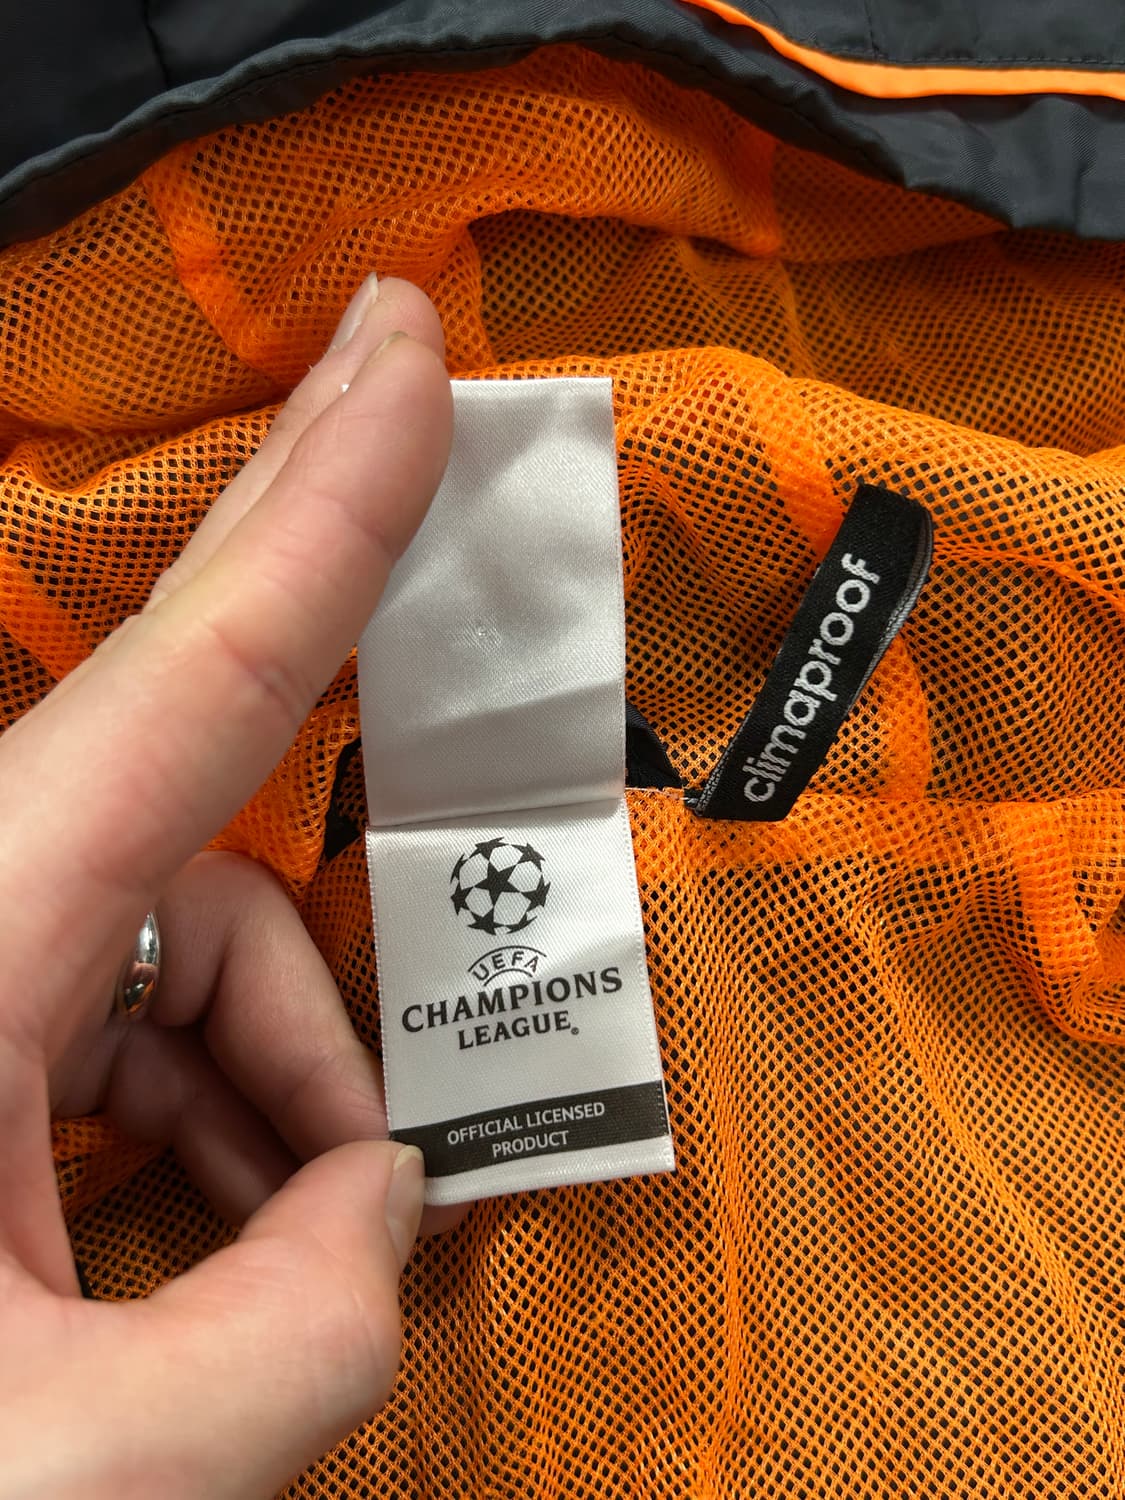 climaproof
UEFA
CHAMPIONS
LEAGUE®
OFFICIAL LICENSED
PRODUCT